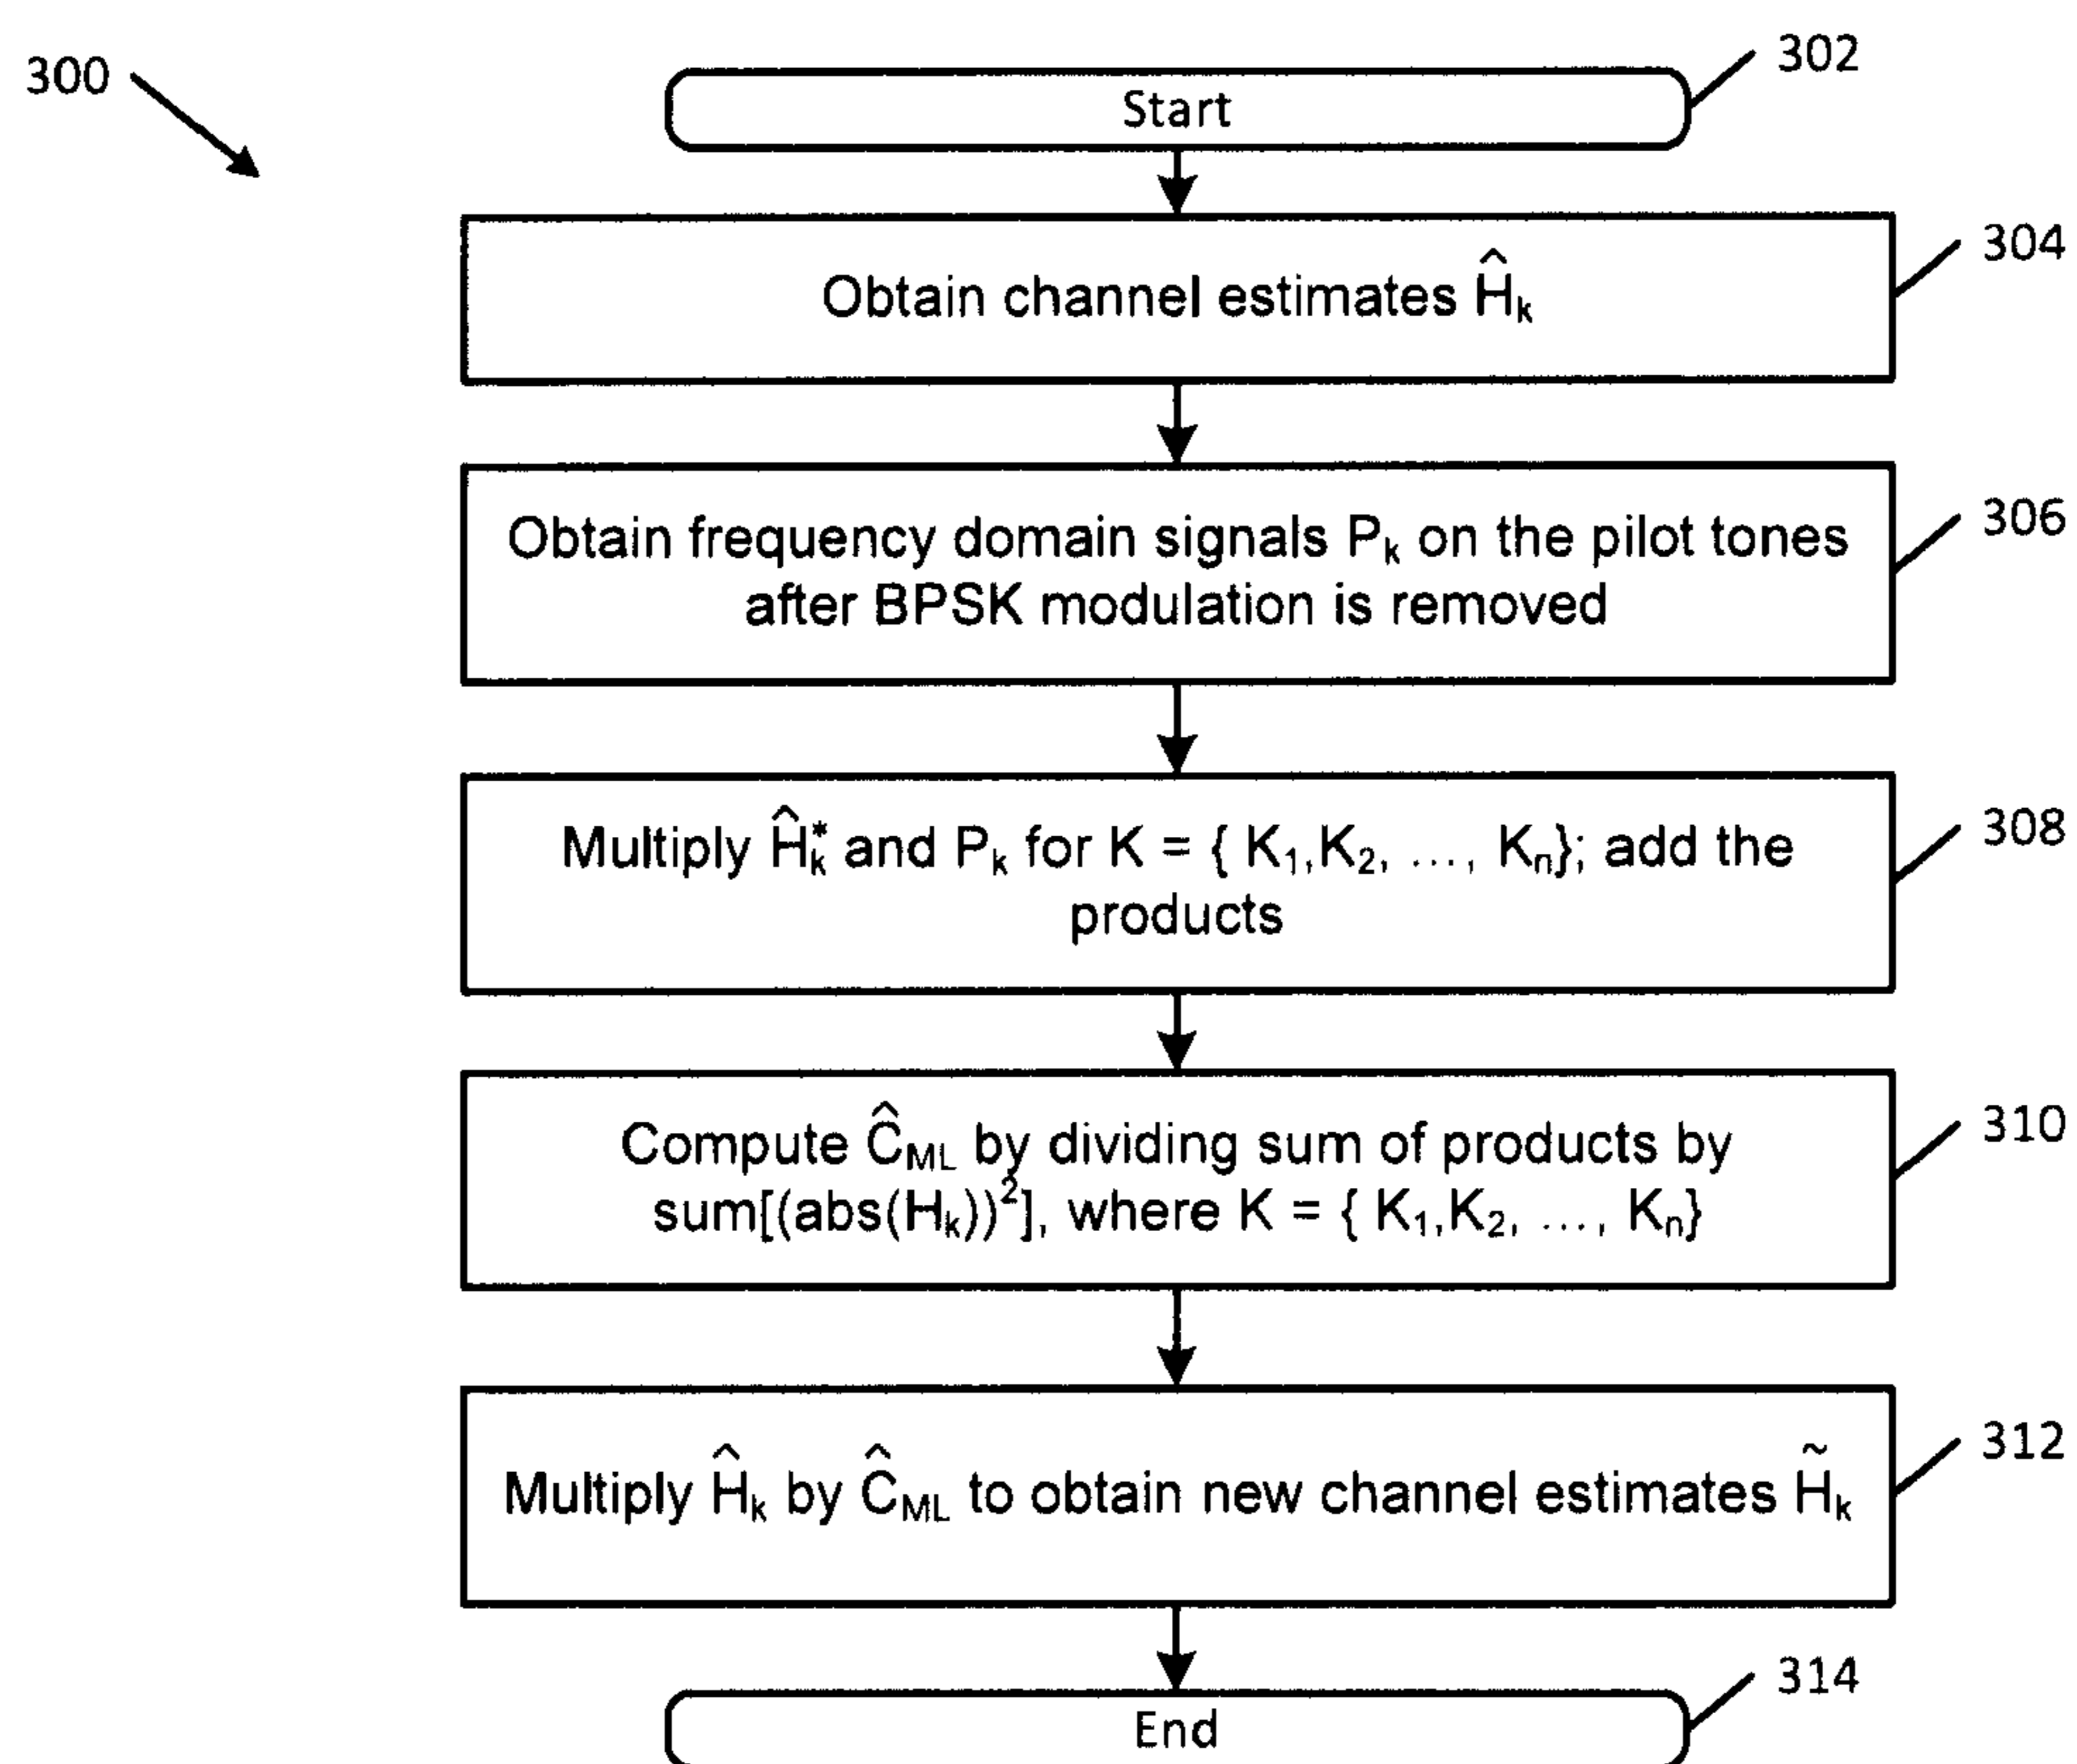 300
302
Start
304
Obtain channel estimates Ĥₖ
306
Obtain frequency domain signals Pₖ on the pilot tones
after BPSK modulation is removed
308
Multiply Ĥ*ₖ and Pₖ for K = { K₁,K₂, ..., Kₙ}; add the
products
310
Compute Ĉ_ML by dividing sum of products by
sum[(abs(Hₖ))²], where K = { K₁,K₂, ..., Kₙ}
312
Multiply Ĥₖ by Ĉ_ML to obtain new channel estimates H̃ₖ
314
End